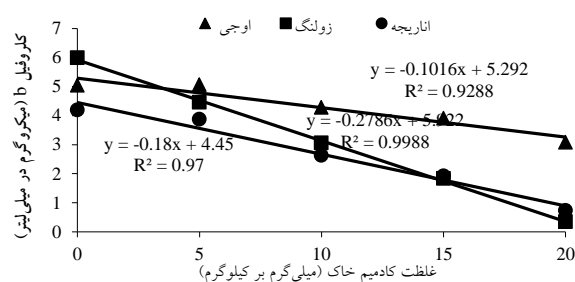 اوجی زولنگ اناریجه
کلروفیل b (میکروگرم در میلی‌لیتر)
7
6
5
4
3
2
1
0
y = -0.1016x + 5.292
R² = 0.9288
y = -0.2786x +
R² = 0.9988
y = -0.18x + 4.45
R² = 0.97
0 5 10 15 20
غلظت کادمیم خاک (میلی‌گرم بر کیلوگرم)